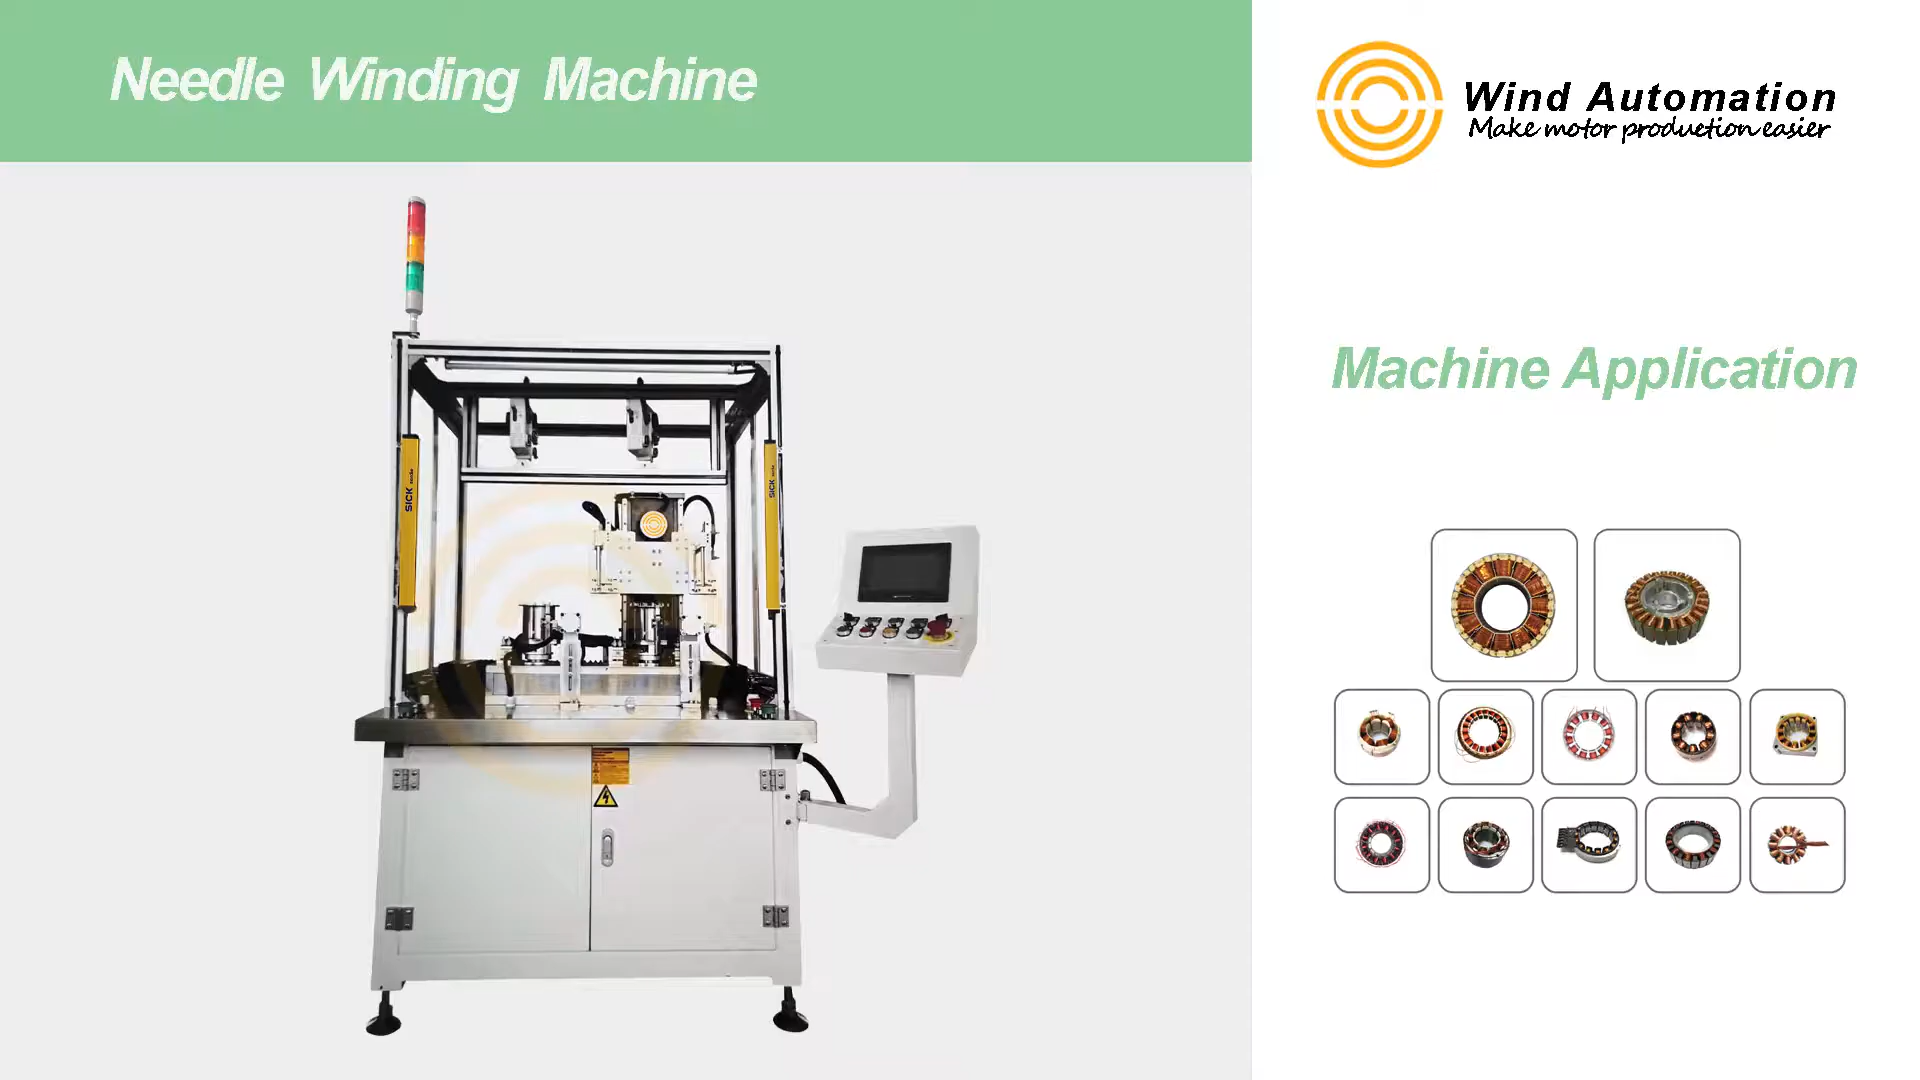 Needle Winding Machine
Wind Automation
Make motor production easier
Machine Application
SICK
SICK